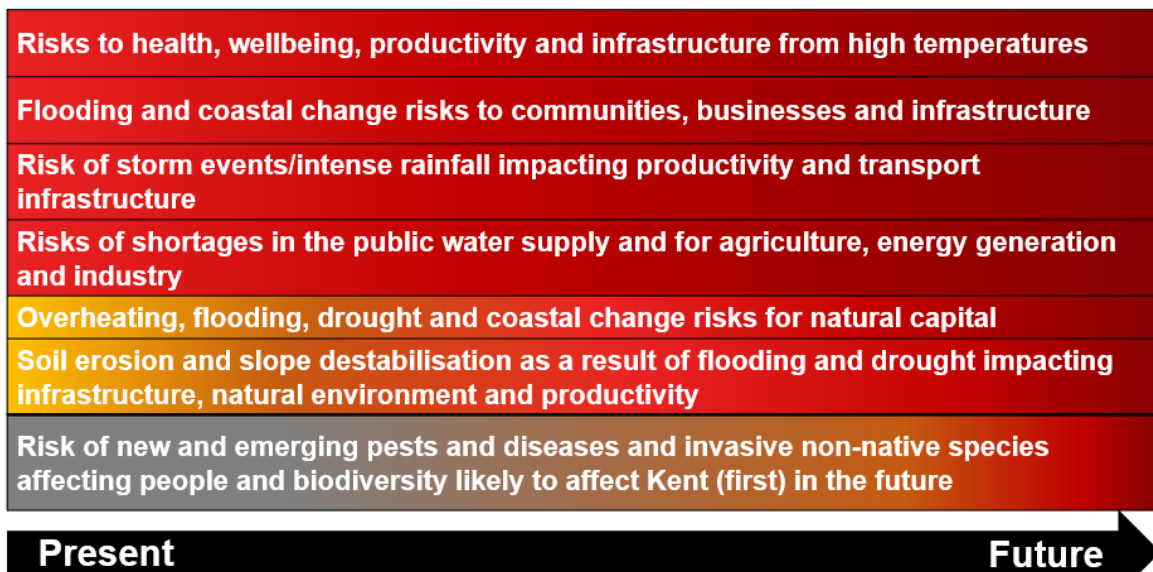 Risks to health, wellbeing, productivity and infrastructure from high temperatures
Flooding and coastal change risks to communities, businesses and infrastructure
Risk of storm events/intense rainfall impacting productivity and transport
infrastructure
Risks of shortages in the public water supply and for agriculture, energy generation
and industry
Overheating, flooding, drought and coastal change risks for natural capital
Soil erosion and slope destabilisation as a result of flooding and drought impacting
infrastructure, natural environment and productivity
Risk of new and emerging pests and diseases and invasive non-native species
affecting people and biodiversity likely to affect Kent (first) in the future
Present Future